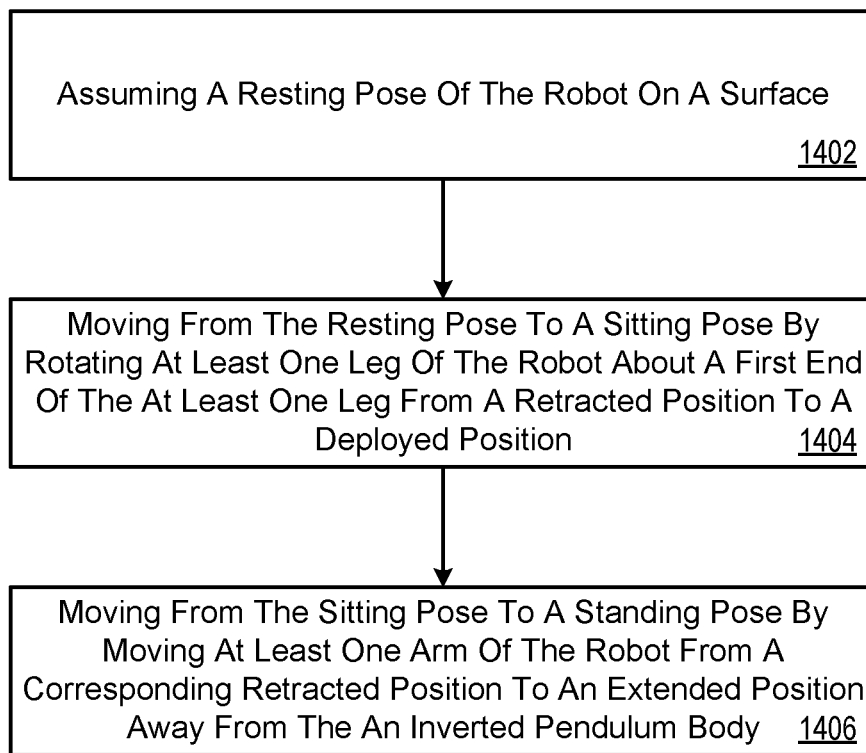 Assuming A Resting Pose Of The Robot On A Surface
1402
Moving From The Resting Pose To A Sitting Pose By
Rotating At Least One Leg Of The Robot About A First End
Of The At Least One Leg From A Retracted Position To A
Deployed Position 1404
Moving From The Sitting Pose To A Standing Pose By
Moving At Least One Arm Of The Robot From A
Corresponding Retracted Position To An Extended Position
Away From The An Inverted Pendulum Body 1406